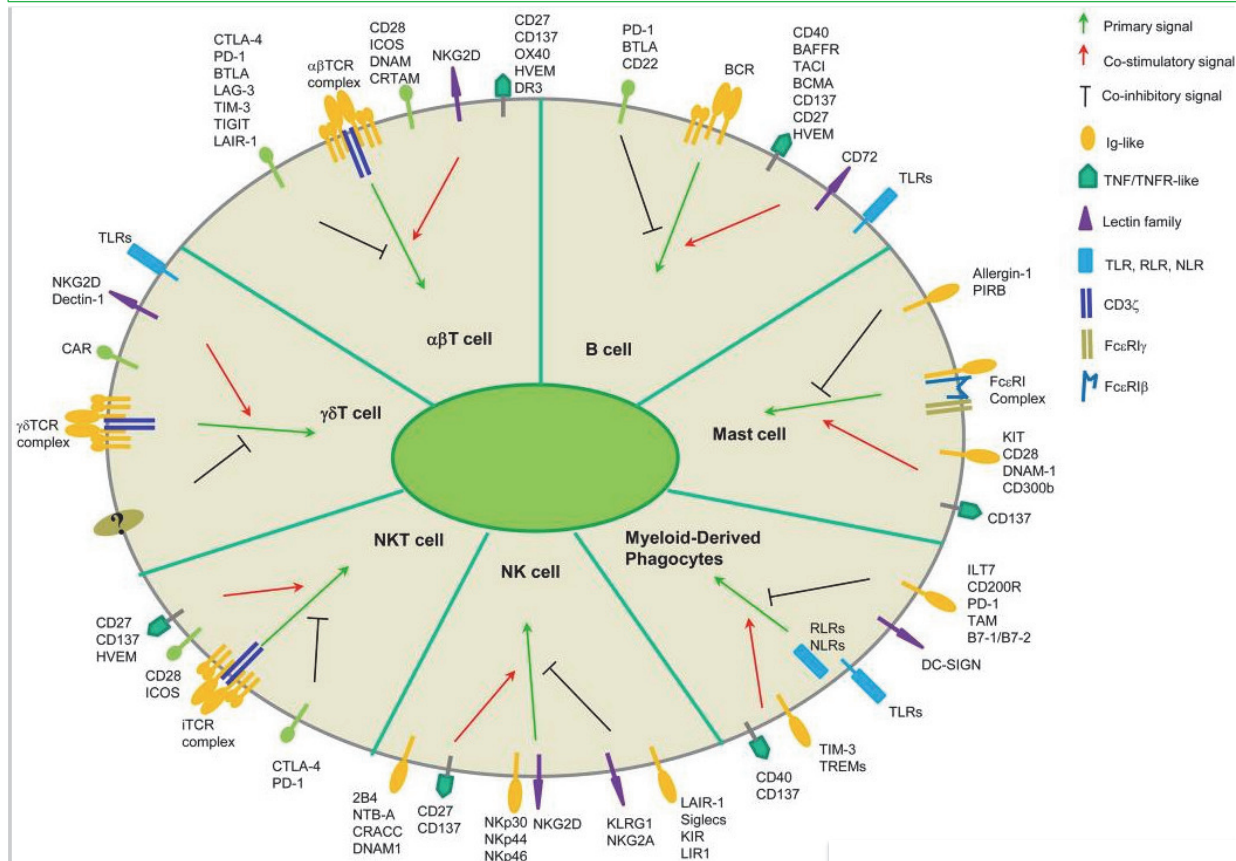 CTLA-4
PD-1
BTLA
LAG-3
TIM-3
TIGIT
LAIR-1
αβTCR
complex
CD28
ICOS
DNAM
CRTAM
NKG2D
CD27
CD137
OX40
HVEM
DR3
PD-1
BTLA
CD22
BCR
CD40
BAFFR
TACI
BCMA
CD137
CD27
HVEM
CD72
TLRs
Primary signal
Co-stimulatory signal
Co-inhibitory signal
Ig-like
TNF/TNFR-like
Lectin family
TLR, RLR, NLR
CD3ζ
FcεRIγ
FcεRIβ
TLRs
NKG2D
Dectin-1
CAR
γδTCR
complex
?
αβT cell
B cell
γδT cell
Mast cell
NKT cell
NK cell
Myeloid-Derived
Phagocytes
Allergin-1
PIRB
FcεRI
Complex
KIT
CD28
DNAM-1
CD300b
CD137
ILT7
CD200R
PD-1
TAM
B7-1/B7-2
DC-SIGN
RLRs
NLRs
TLRs
TIM-3
TREMs
CD40
CD137
CD27
CD137
HVEM
CD28
ICOS
iTCR
complex
CTLA-4
PD-1
2B4
NTB-A
CRACC
DNAM1
CD27
CD137
NKp30
NKp44
NKp46
NKG2D
KLRG1
NKG2A
LAIR-1
Siglecs
KIR
LIR1